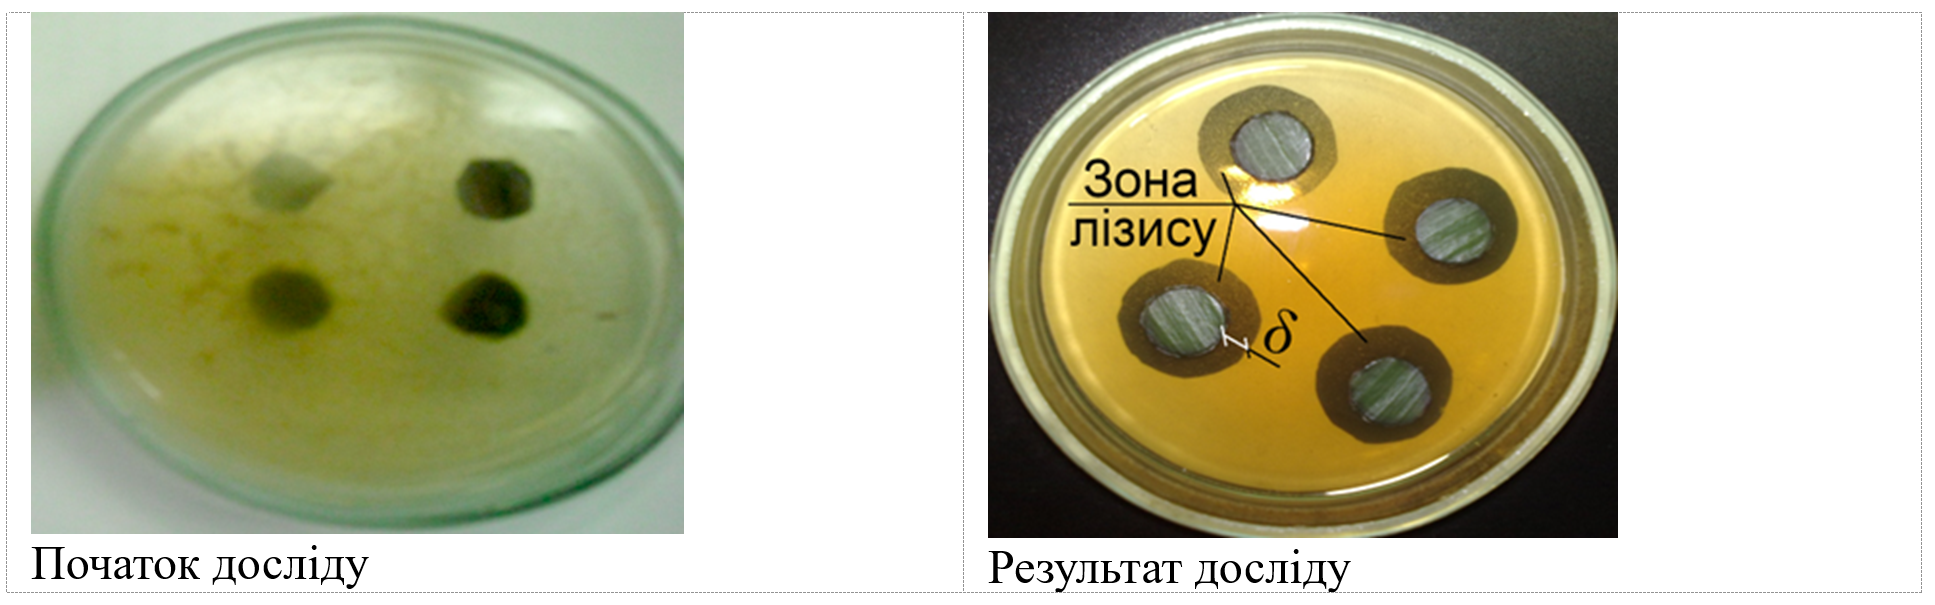 Зона
лізису
δ
Початок досліду
Результат досліду